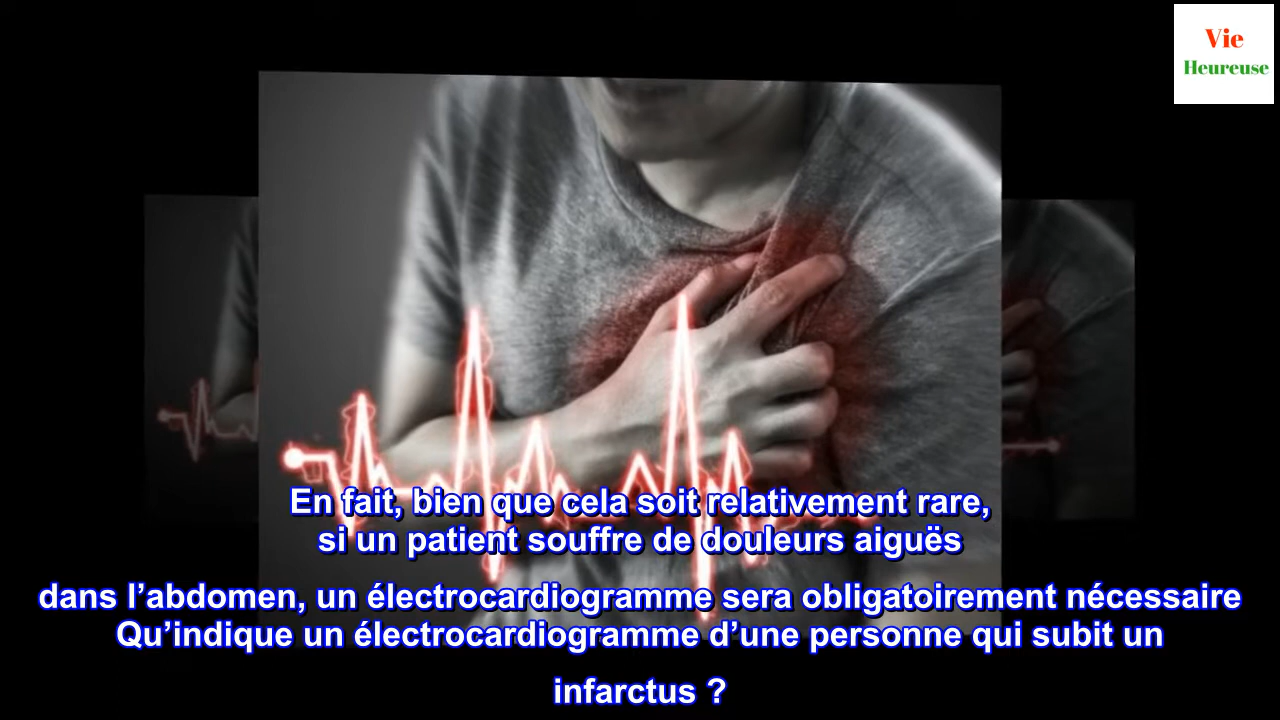 Vie
Heureuse
En fait, bien que cela soit relativement rare,
si un patient souffre de douleurs aiguës
dans l’abdomen, un électrocardiogramme sera obligatoirement nécessaire
Qu’indique un électrocardiogramme d’une personne qui subit un
infarctus ?